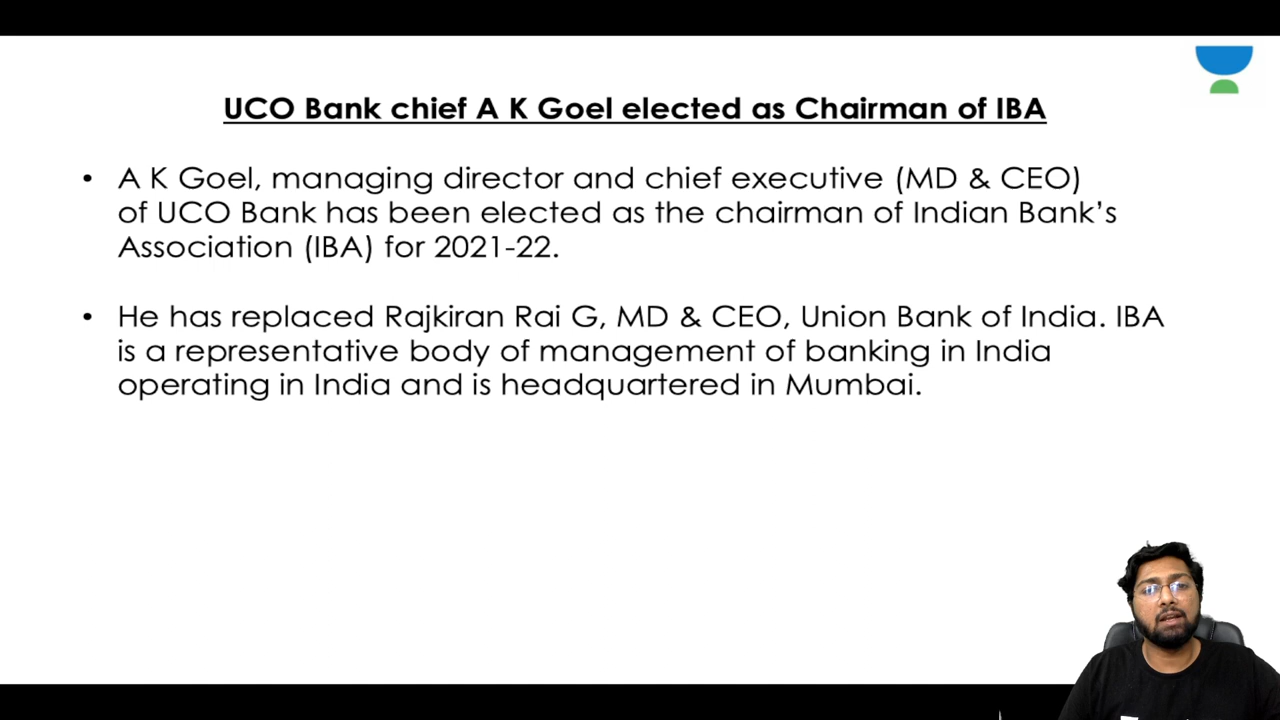 UCO Bank chief A K Goel elected as Chairman of IBA
• A K Goel, managing director and chief executive (MD & CEO)
of UCO Bank has been elected as the chairman of Indian Bank’s
Association (IBA) for 2021-22.
• He has replaced Rajkiran Rai G, MD & CEO, Union Bank of India. IBA
is a representative body of management of banking in India
operating in India and is headquartered in Mumbai.